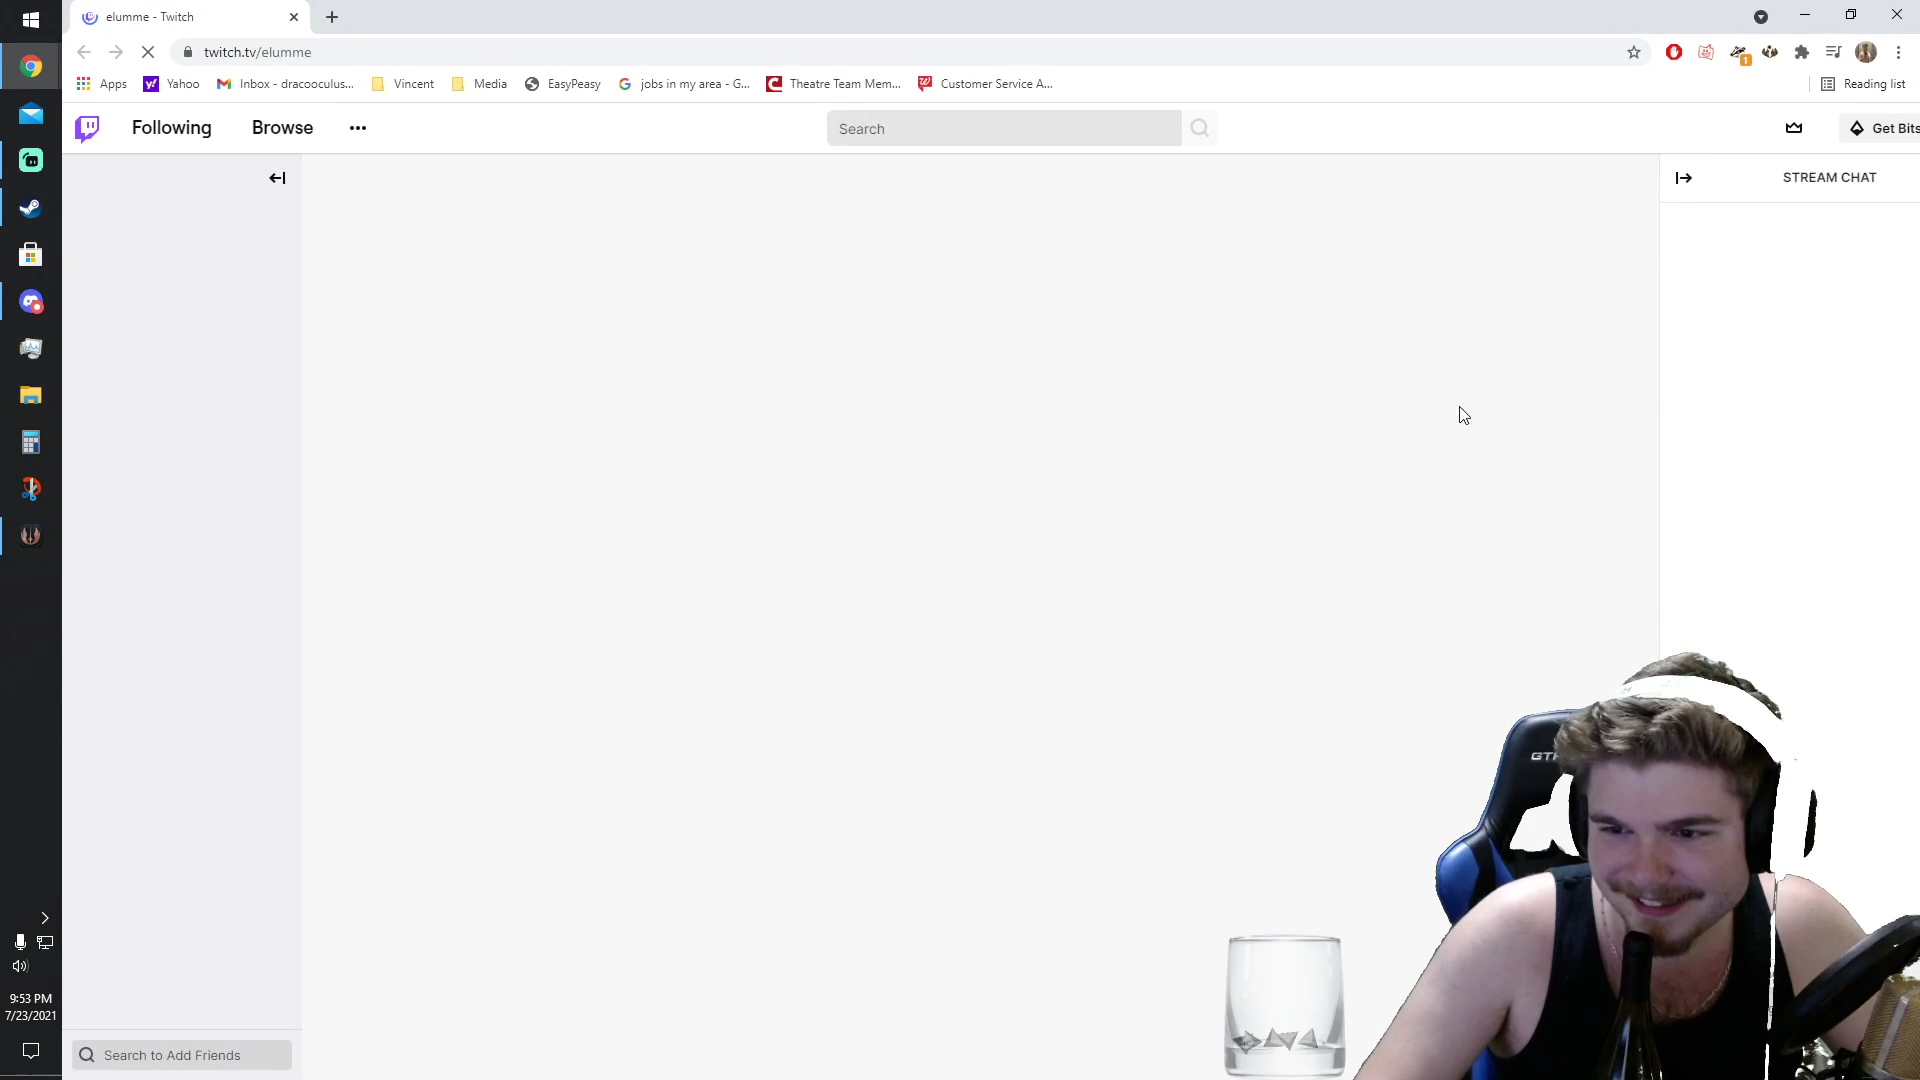 elumme - Twitch
twitch.tv/elumme
Apps Yahoo Inbox - dracooculus... Vincent Media EasyPeasy jobs in my area - G... Theatre Team Mem... Customer Service A... Reading list
1
Following Browse Search Get Bits
STREAM CHAT
9:53 PM
7/23/2021
Search to Add Friends